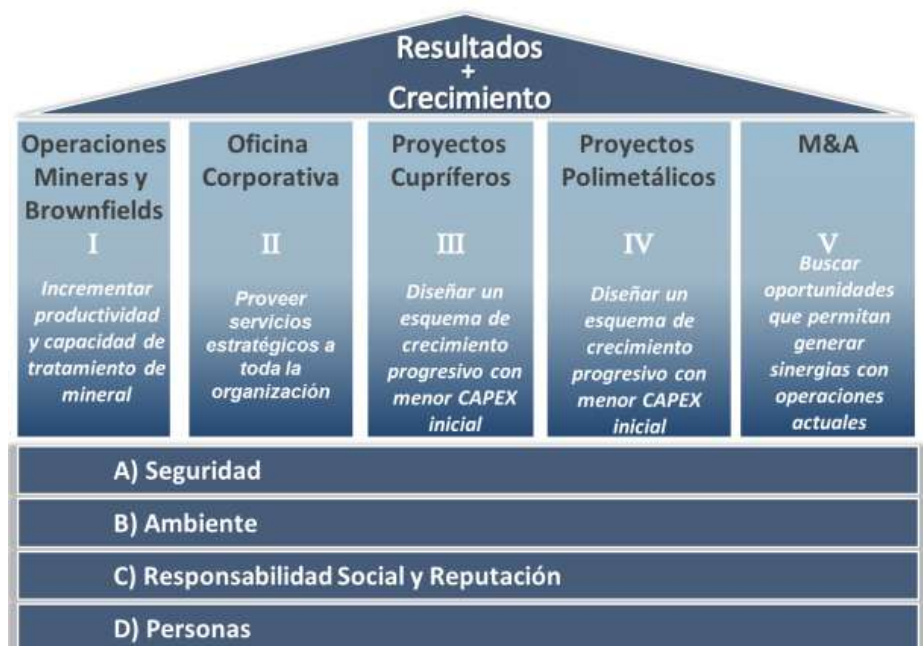 Resultados
+
Crecimiento
Operaciones
Mineras y
Brownfields
I
Incrementar
productividad
y capacidad de
tratamiento de
mineral
Oficina
Corporativa
II
Proveer
servicios
estratégicos a
toda la
organización
Proyectos
Cupríferos
III
Diseñar un
esquema de
crecimiento
progresivo con
menor CAPEX
inicial
Proyectos
Polimetálicos
IV
Diseñar un
esquema de
crecimiento
progresivo con
menor CAPEX
inicial
M&A
V
Buscar
oportunidades
que permitan
generar
sinergias con
operaciones
actuales
A) Seguridad
B) Ambiente
C) Responsabilidad Social y Reputación
D) Personas